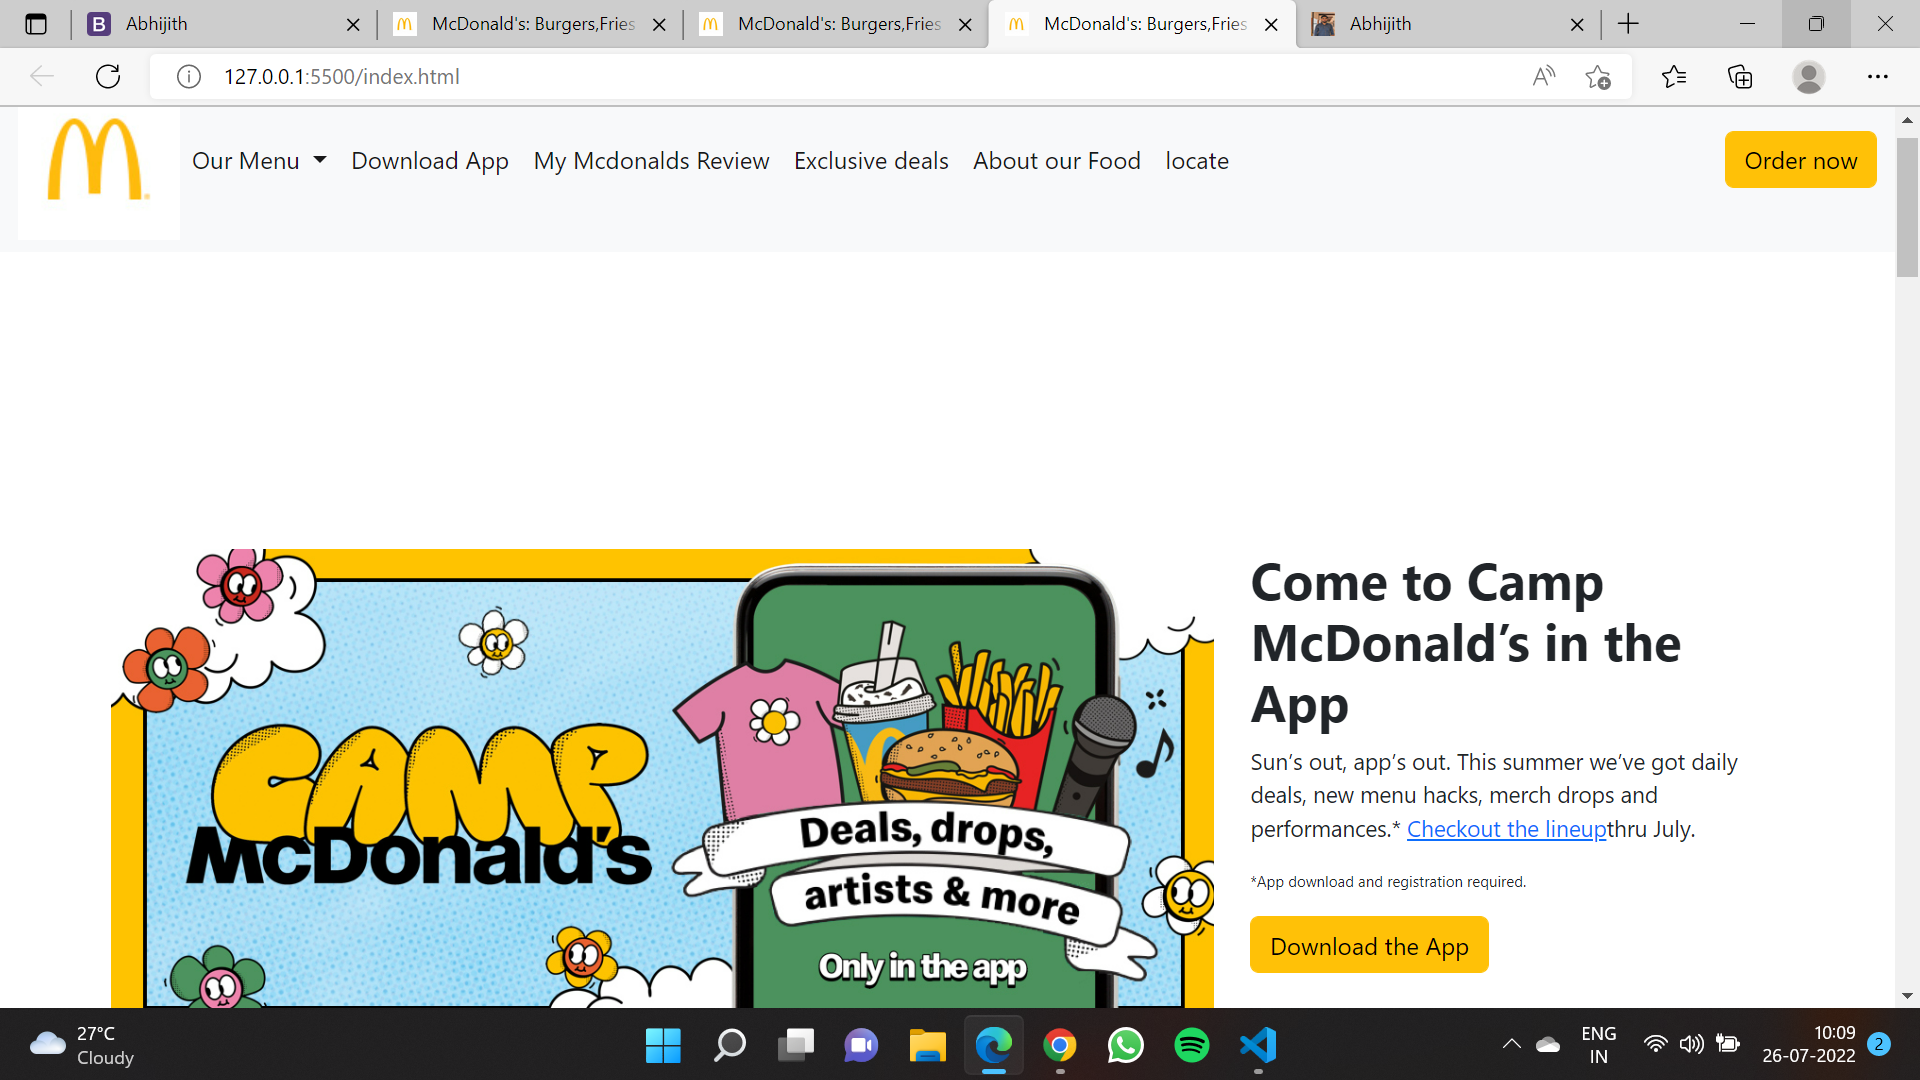 Abhijith
McDonald's: Burgers,Fries
McDonald's: Burgers,Fries
McDonald's: Burgers,Fries
Abhijith
127.0.0.1:5500/index.html
Our Menu
Download App
My Mcdonalds Review
Exclusive deals
About our Food
locate
Order now
CAMP
McDonald's
Deals, drops,
artists & more
Only in the app
Come to Camp
McDonald’s in the
App
Sun’s out, app’s out. This summer we’ve got daily
deals, new menu hacks, merch drops and
performances.* Checkout the lineupthru July.
*App download and registration required.
Download the App
27°C
Cloudy
ENG
IN
10:09
26-07-2022
2